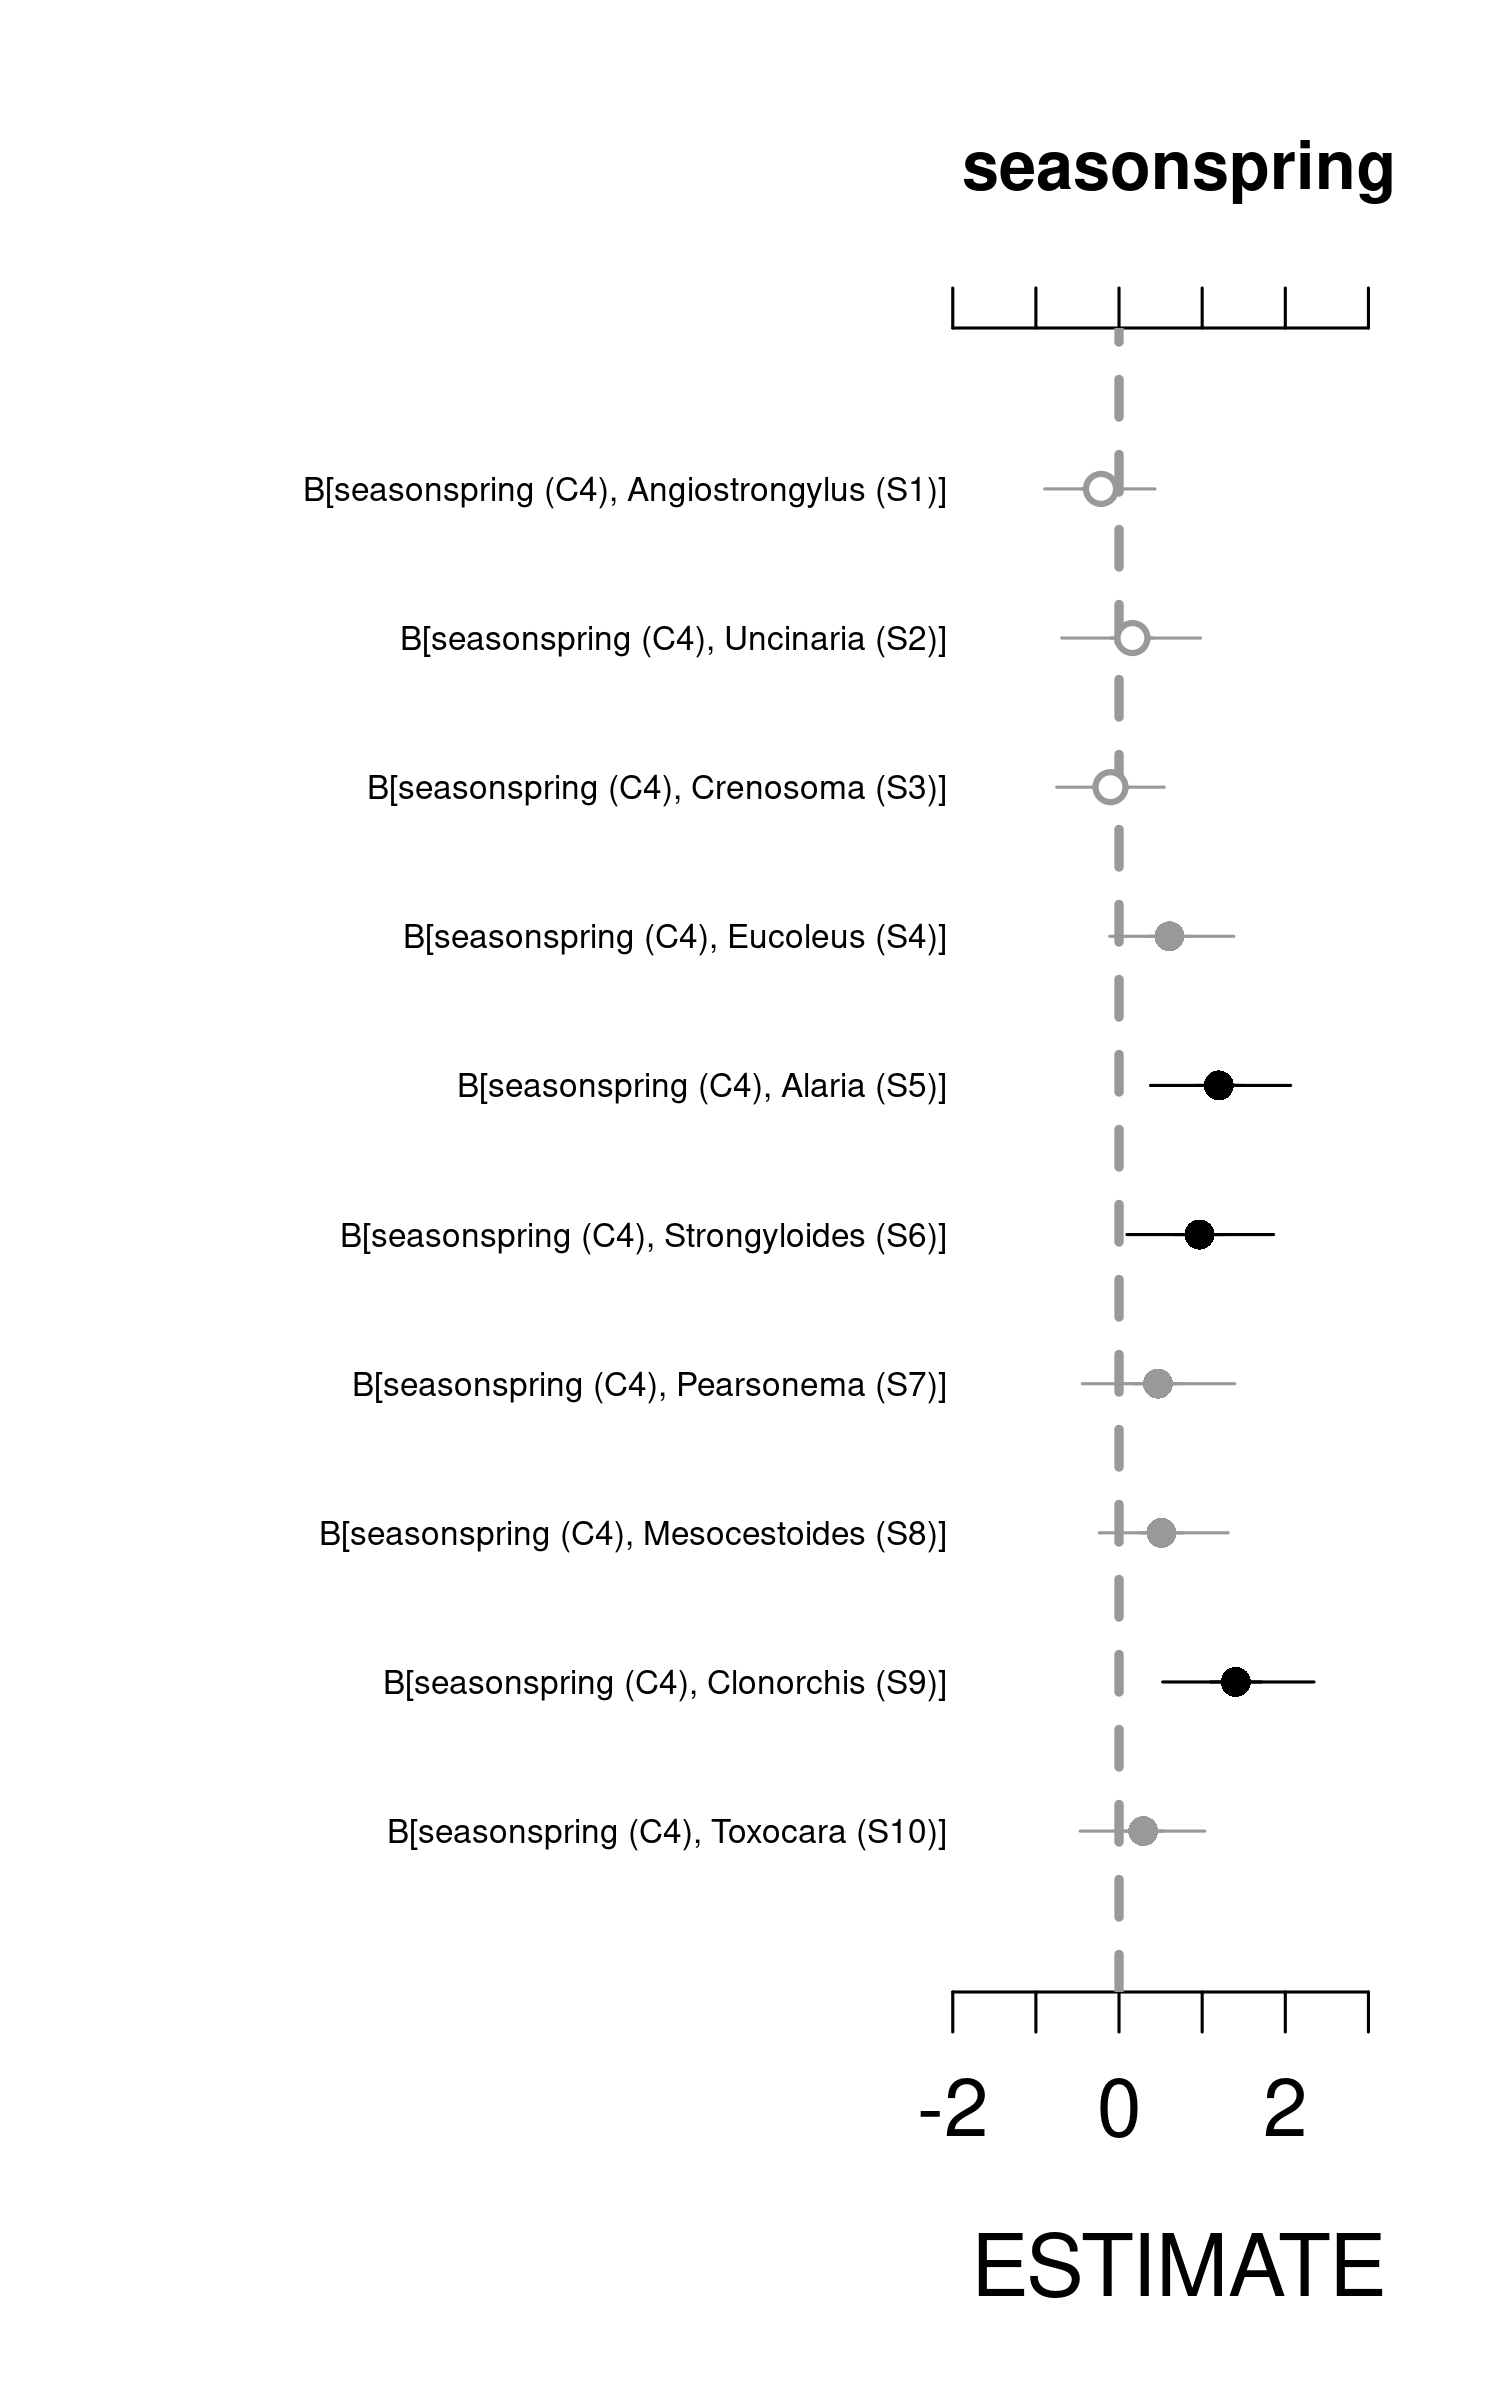 seasonspring
B[seasonspring (C4), Angiostrongylus (S1)]
B[seasonspring (C4), Uncinaria (S2)]
B[seasonspring (C4), Crenosoma (S3)]
B[seasonspring (C4), Eucoleus (S4)]
B[seasonspring (C4), Alaria (S5)]
B[seasonspring (C4), Strongyloides (S6)]
B[seasonspring (C4), Pearsonema (S7)]
B[seasonspring (C4), Mesocestoides (S8)]
B[seasonspring (C4), Clonorchis (S9)]
B[seasonspring (C4), Toxocara (S10)]
-2 0 2
ESTIMATE